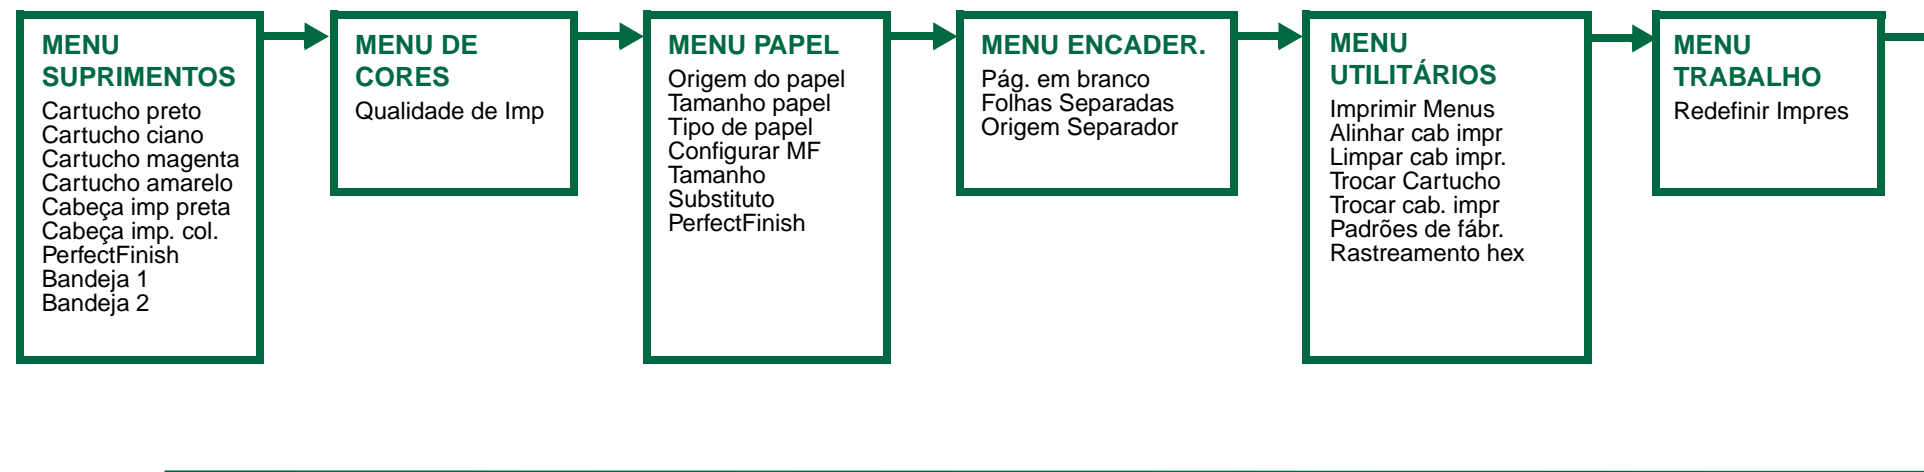 MENU
SUPRIMENTOS
Cartucho preto
Cartucho ciano
Cartucho magenta
Cartucho amarelo
Cabeça imp preta
Cabeça imp. col.
PerfectFinish
Bandeja 1
Bandeja 2
MENU DE
CORES
Qualidade de Imp
MENU PAPEL
Origem do papel
Tamanho papel
Tipo de papel
Configurar MF
Tamanho
Substituto
PerfectFinish
MENU ENCADER.
Pág. em branco
Folhas Separadas
Origem Separador
MENU
UTILITÁRIOS
Imprimir Menus
Alinhar cab impr
Limpar cab impr.
Trocar Cartucho
Trocar cab. impr
Padrões de fábr.
Rastreamento hex
MENU
TRABALHO
Redefinir Impres